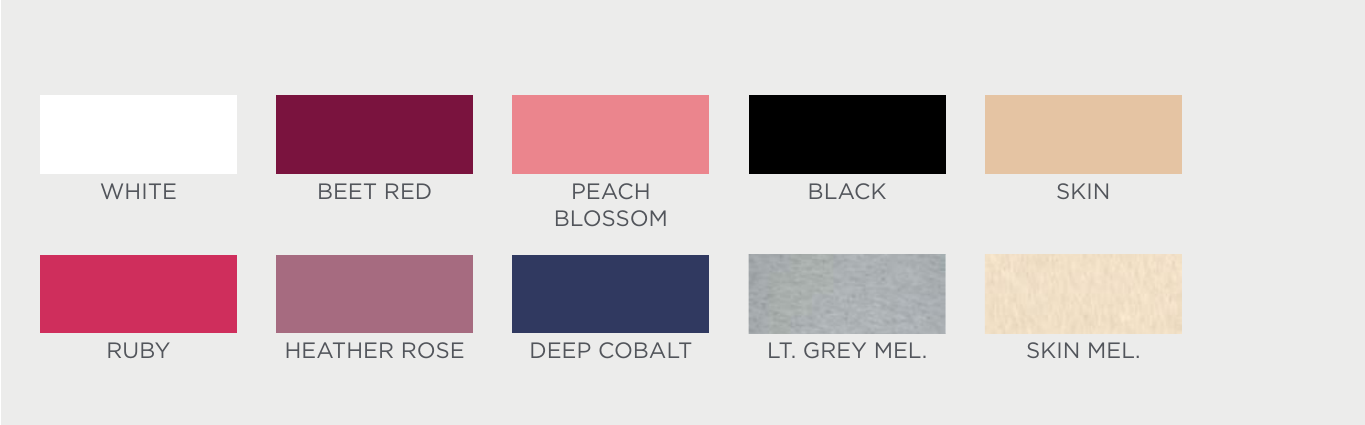 WHITE
BEET RED
PEACH
BLOSSOM
BLACK
SKIN
RUBY
HEATHER ROSE
DEEP COBALT
LT. GREY MEL.
SKIN MEL.